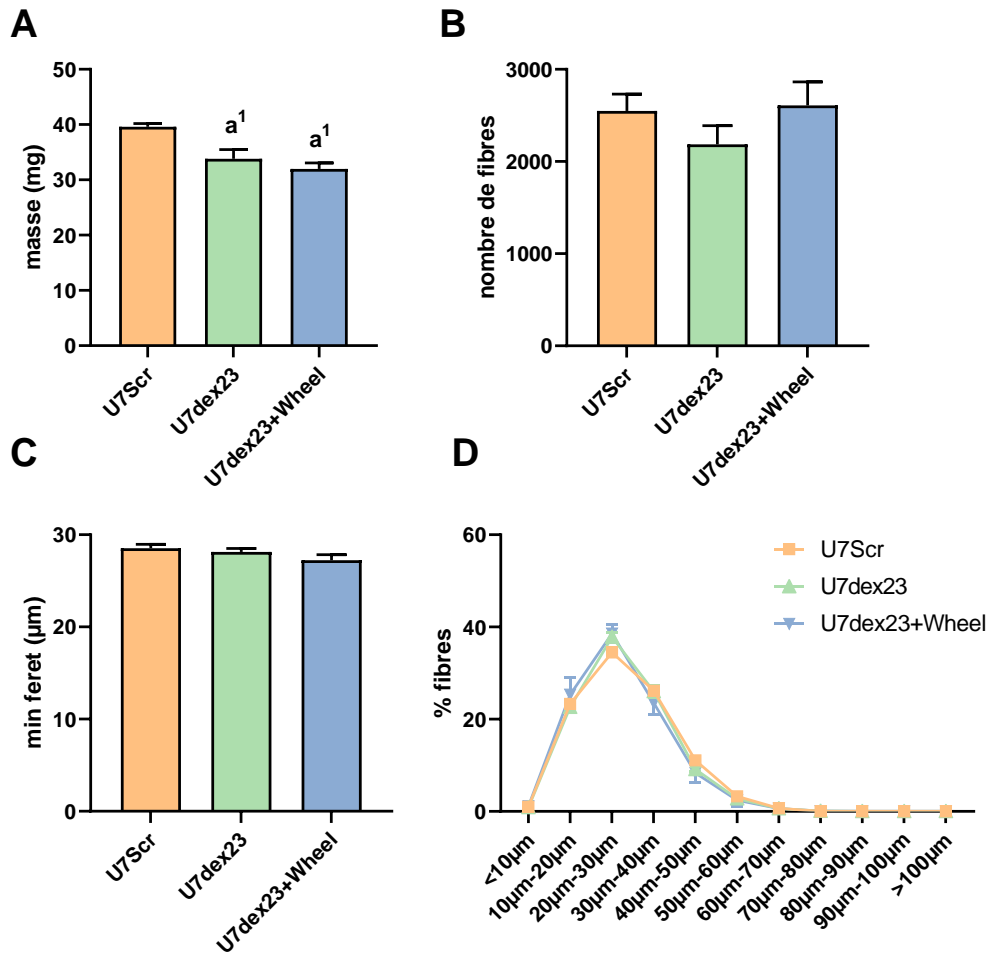 A
masse (mg)
50
40
30
20
10
0
a¹
a¹
U7Scr
U7dex23
U7dex23+Wheel
B
nombre de fibres
3000
2000
1000
0
U7Scr
U7dex23
U7dex23+Wheel
C
min feret (µm)
30
20
10
0
U7Scr
U7dex23
U7dex23+Wheel
D
% fibres
60
40
20
0
U7Scr
U7dex23
U7dex23+Wheel
<10µm
10µm-20µm
20µm-30µm
30µm-40µm
40µm-50µm
50µm-60µm
60µm-70µm
70µm-80µm
80µm-90µm
90µm-100µm
>100µm